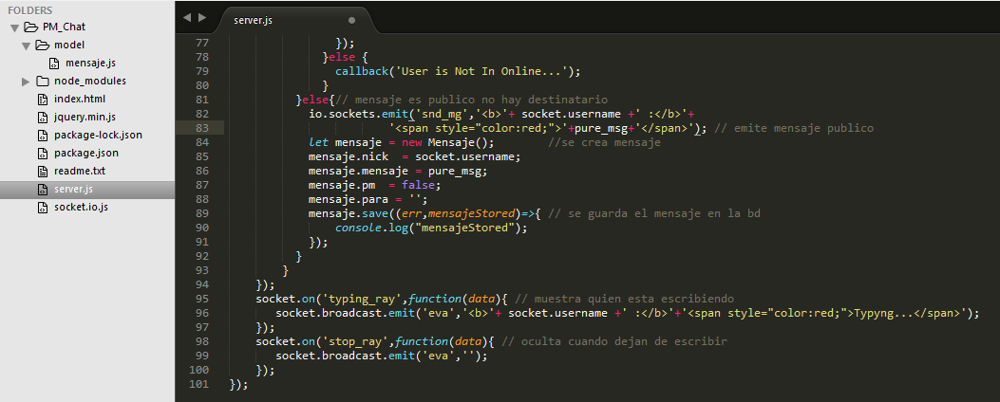 FOLDERS
PM_Chat
model
mensaje.js
node_modules
index.html
jquery.min.js
package-lock.json
package.json
readme.txt
server.js
socket.io.js
server.js
77 });
78 }else {
79 callback('User is Not In Online...');
80 }
81 }else{// mensaje es publico no hay destinatario
82 io.sockets.emit('snd_mg','<b>'+ socket.username +' :</b>'+
83 '<span style="color:red;">'+pure_msg+'</span>'); // emite mensaje publico
84 let mensaje = new Mensaje(); //se crea mensaje
85 mensaje.nick = socket.username;
86 mensaje.mensaje = pure_msg;
87 mensaje.pm = false;
88 mensaje.para = '';
89 mensaje.save((err,mensajeStored)=>{ // se guarda el mensaje en la bd
90 console.log("mensajeStored");
91 });
92 }
93 }
94 });
95 socket.on('typing_ray',function(data){ // muestra quien esta escribiendo
96 socket.broadcast.emit('eva','<b>'+ socket.username +' :</b>'+'<span style="color:red;">Typyng...</span>');
97 });
98 socket.on('stop_ray',function(data){ // oculta cuando dejan de escribir
99 socket.broadcast.emit('eva','');
100 });
101 });